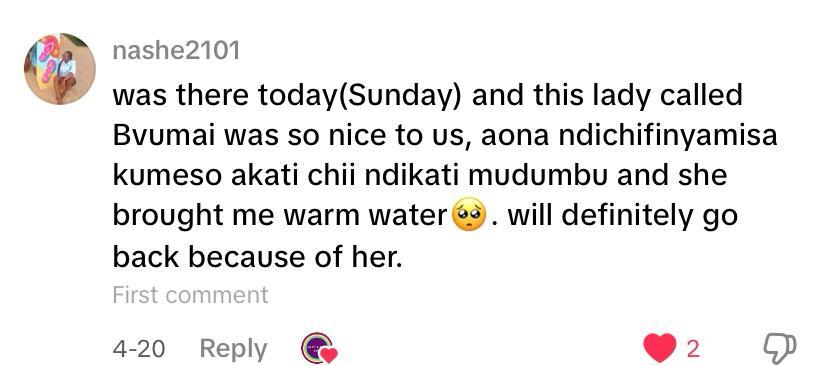 nashe2101
was there today(Sunday) and this lady called
Bvumai was so nice to us, aona ndichifinyamisa
kumeso akati chii ndikati mudumbu and she
brought me warm water🥺. will definitely go
back because of her.
First comment
4-20 Reply 2